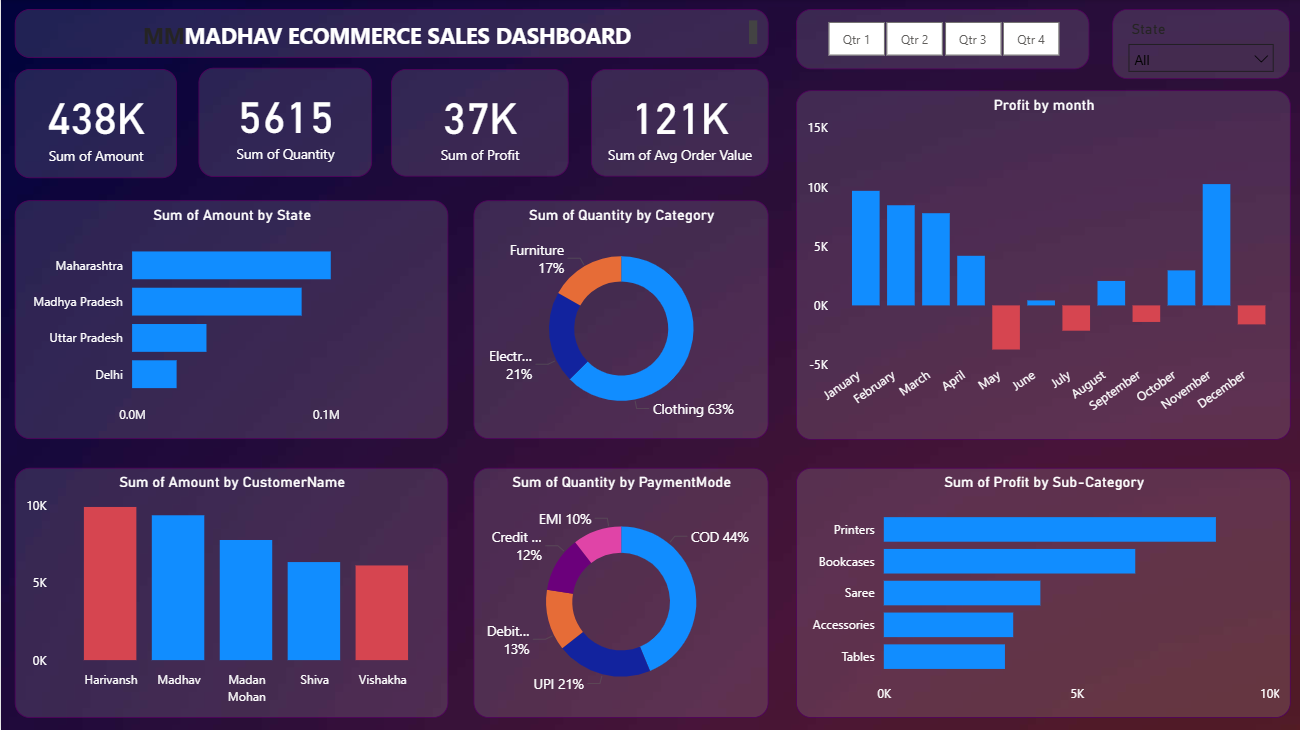 MMMADHAV ECOMMERCE SALES DASHBOARD
Qtr 1 Qtr 2 Qtr 3 Qtr 4
State
All
438K
Sum of Amount
5615
Sum of Quantity
37K
Sum of Profit
121K
Sum of Avg Order Value
Profit by month
15K
10K
5K
0K
-5K
January February March April May June July August September October November December
Sum of Amount by State
Maharashtra
Madhya Pradesh
Uttar Pradesh
Delhi
0.0M 0.1M
Sum of Quantity by Category
Furniture
17%
Electr...
21%
Clothing 63%
Sum of Amount by CustomerName
10K
5K
0K
Harivansh Madhav Madan Shiva Vishakha
Mohan
Sum of Quantity by PaymentMode
EMI 10%
Credit ...
12%
COD 44%
Debit...
13%
UPI 21%
Sum of Profit by Sub-Category
Printers
Bookcases
Saree
Accessories
Tables
0K 5K 10K